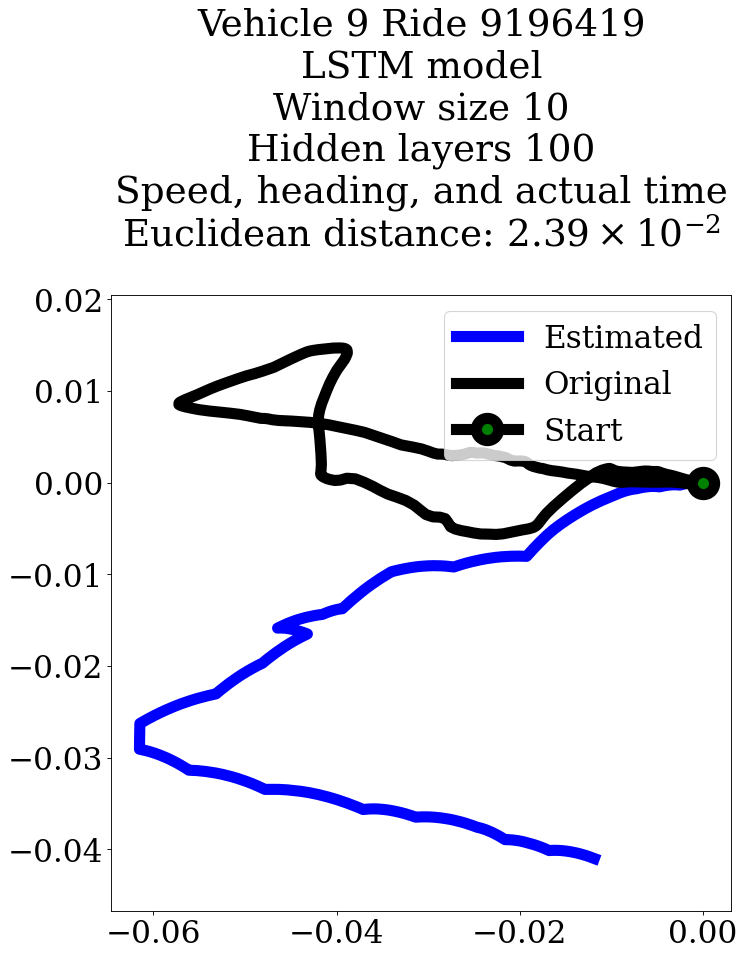 Vehicle 9 Ride 9196419
LSTM model
Window size 10
Hidden layers 100
Speed, heading, and actual time
Euclidean distance: 2.39 × 10⁻²
Estimated
Original
Start
0.02
0.01
0.00
−0.01
−0.02
−0.03
−0.04
−0.06 −0.04 −0.02 0.00